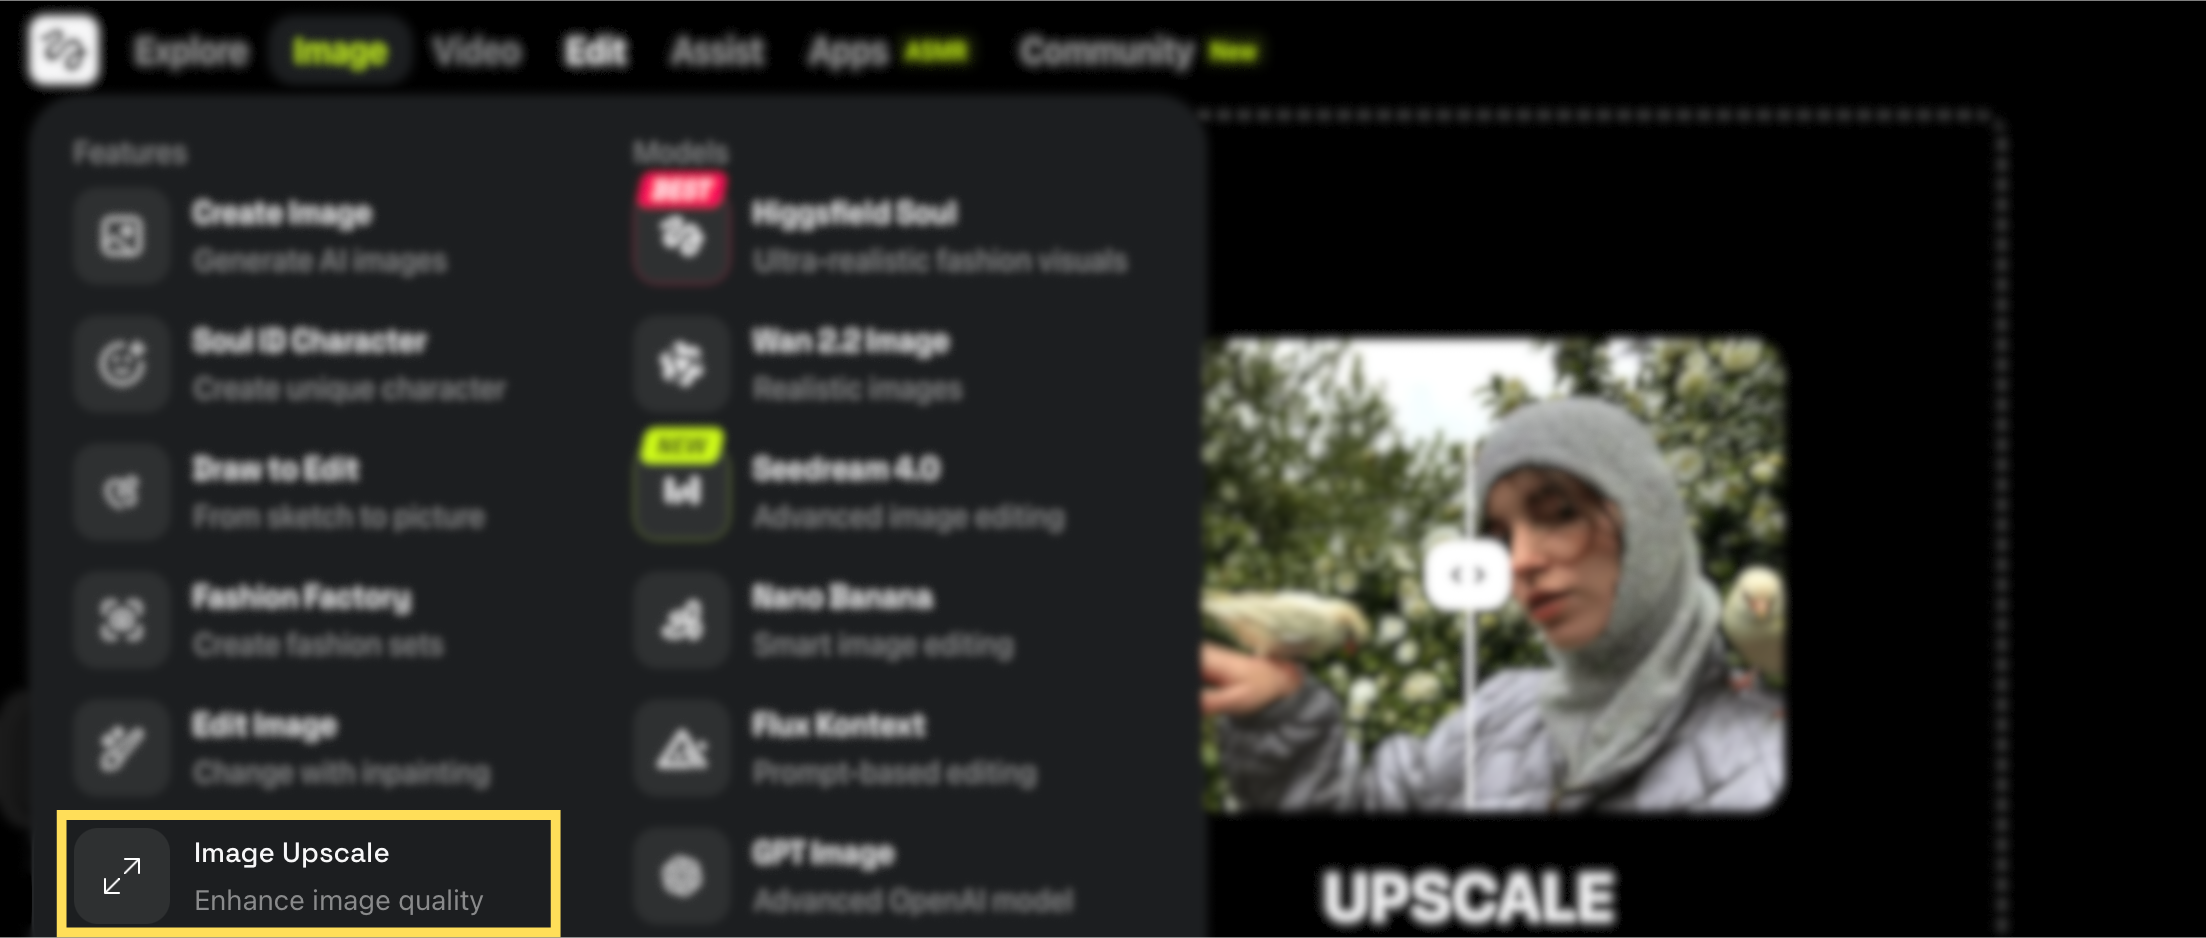 Explore Image Video Edit Assist Apps ASMR Community New
Features
Create Image
Generate AI images
Soul ID Character
Create unique character
Draw to Edit
From sketch to picture
Fashion Factory
Create fashion sets
Edit Image
Change with inpainting
Image Upscale
Enhance image quality
Models
BEST
Higgsfield Soul
Ultra-realistic fashion visuals
Wan 2.2 Image
Realistic images
NEW
Seedream 4.0
Advanced image editing
Nano Banana
Smart image editing
Flux Kontext
Prompt-based editing
GPT Image
Advanced OpenAI model
UPSCALE